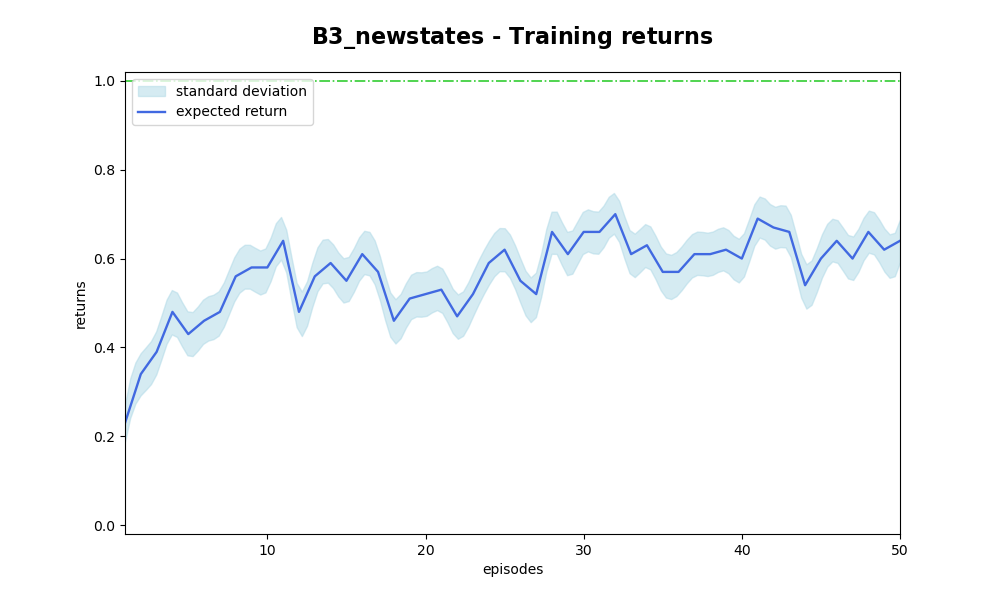 B3_newstates - Training returns
1.0
standard deviation
expected return
0.8
0.6
0.4
0.2
0.0
returns
10
20
30
40
50
episodes